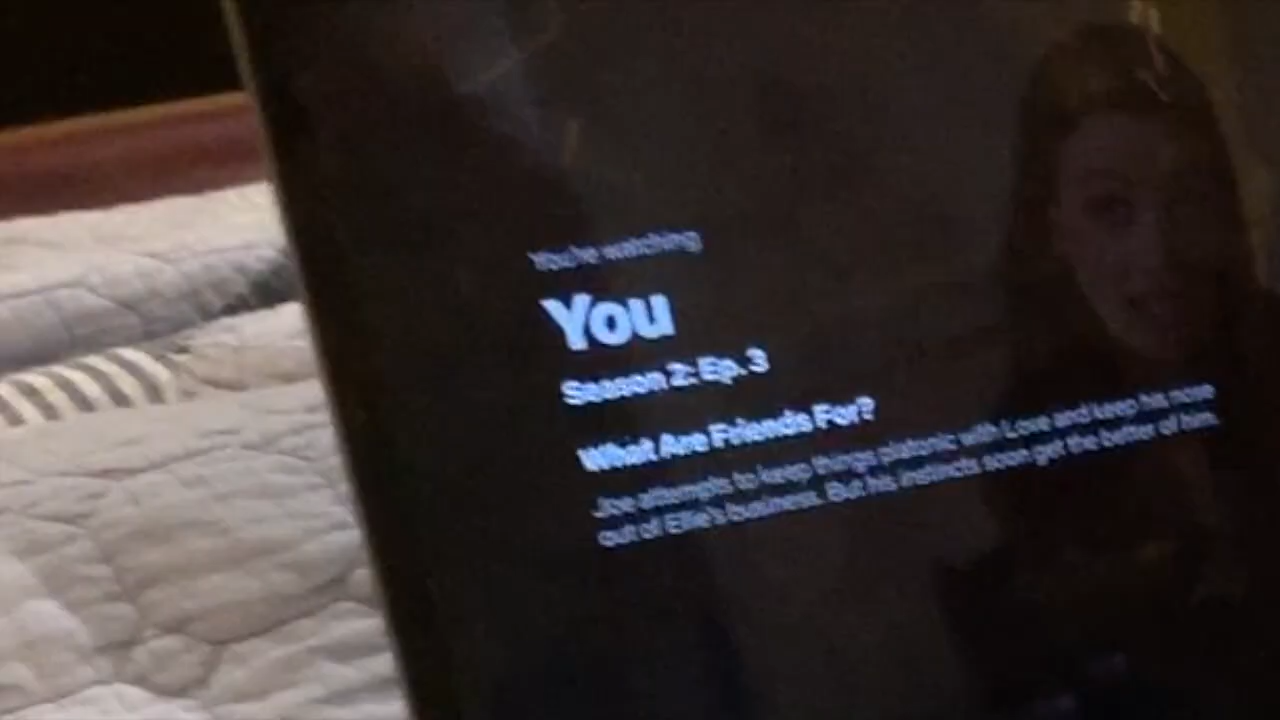 You're watching
You
Season 2: Ep. 3
What Are Friends For?
Joe attempts to keep things platonic with Love and keep his nose
out of Ellie's business. But his instincts soon get the better of him.